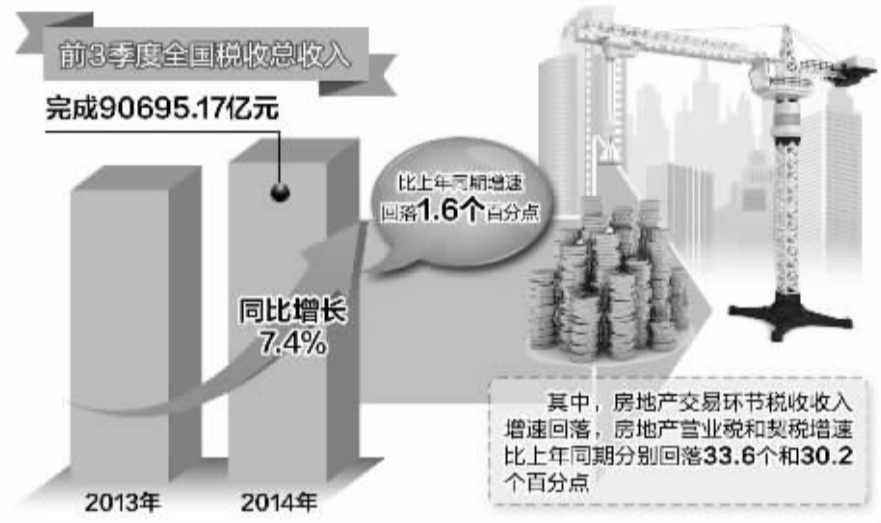 前3季度全国税收总收入
完成90695.17亿元
比上年同期增速
回落1.6个百分点
同比增长
7.4%
其中，房地产交易环节税收收入
增速回落，房地产营业税和契税增速
比上年同期分别回落33.6个和30.2
个百分点
2013年
2014年